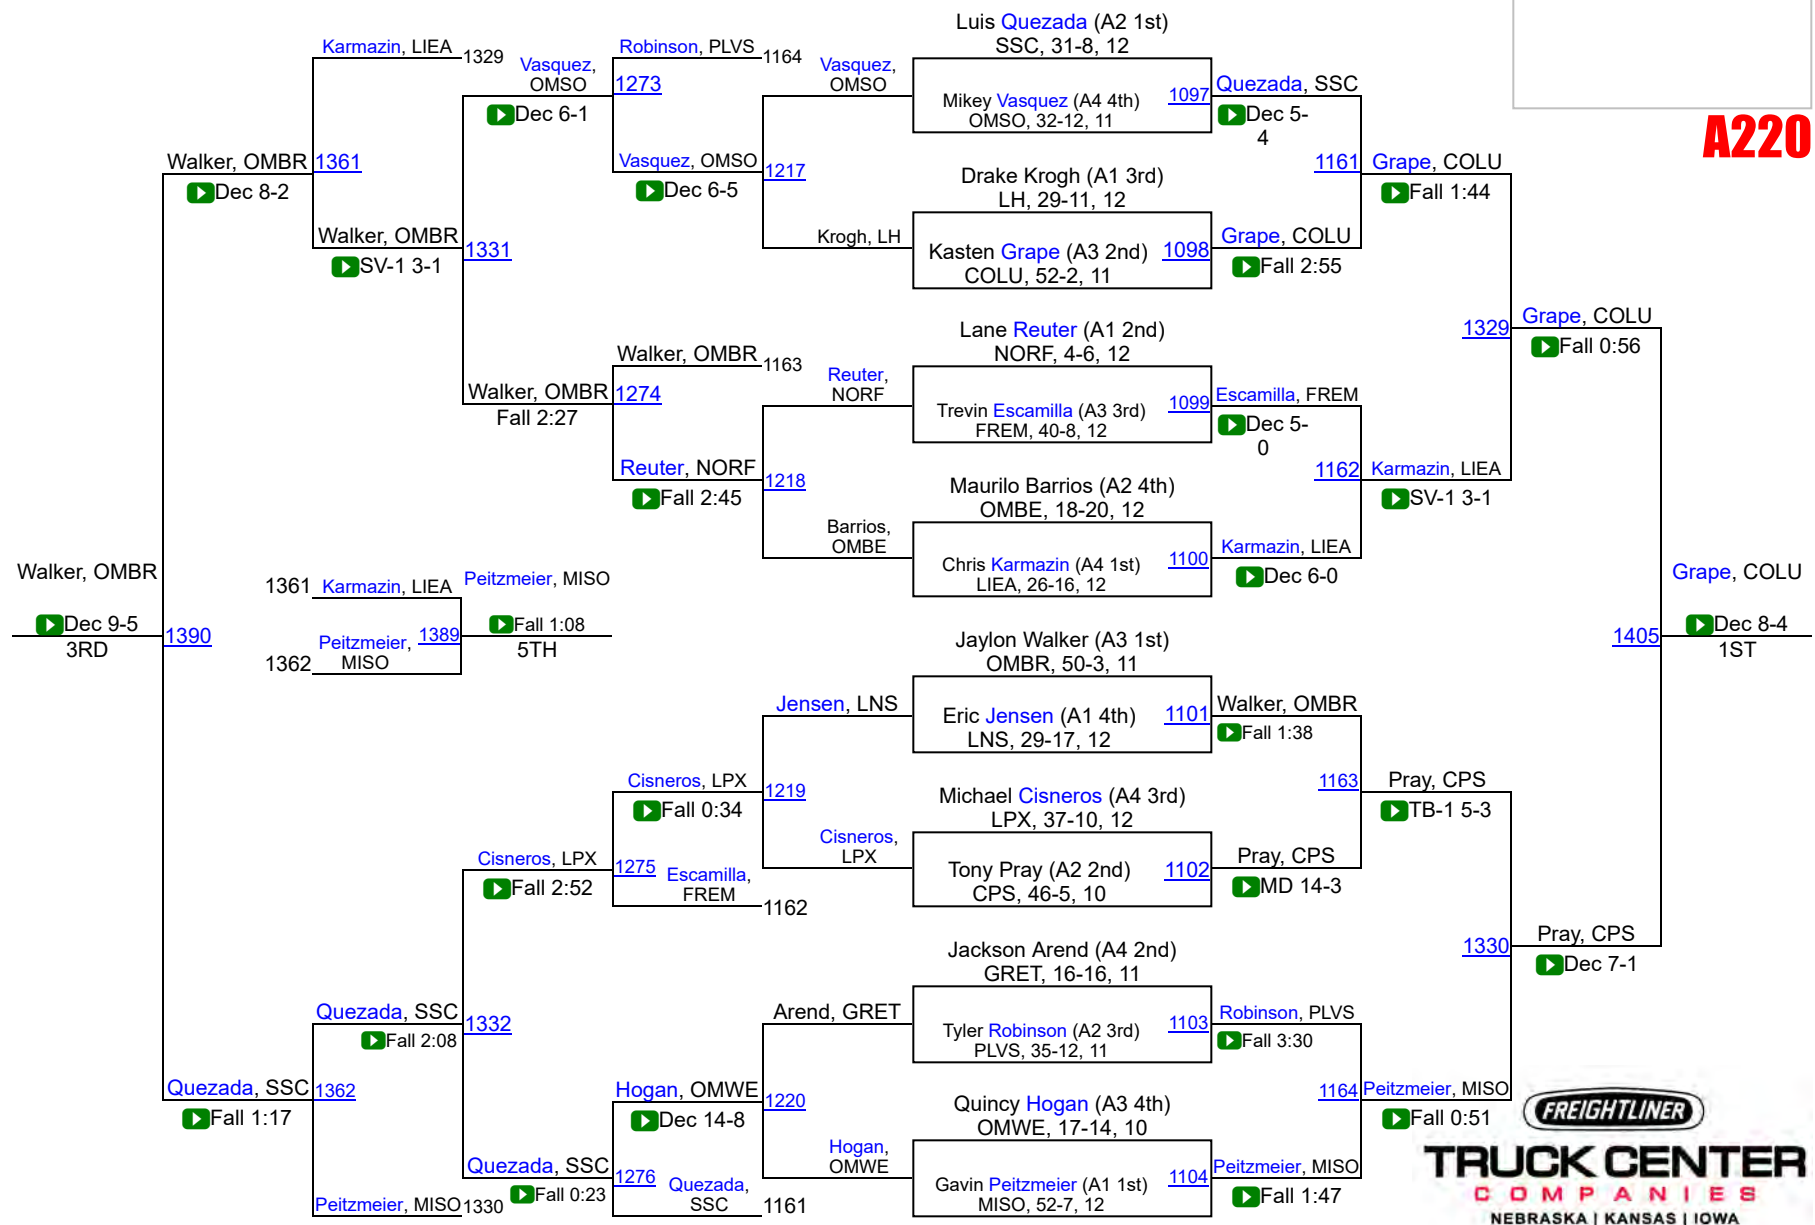 A220
Luis Quezada (A2 1st)
SSC, 31-8, 12
Mikey Vasquez (A4 4th)
OMSO, 32-12, 11
1097
Quezada, SSC
Dec 5-
4
Drake Krogh (A1 3rd)
LH, 29-11, 12
Kasten Grape (A3 2nd)
COLU, 52-2, 11
1098
Grape, COLU
Fall 2:55
1161
Grape, COLU
Fall 1:44
Lane Reuter (A1 2nd)
NORF, 4-6, 12
Trevin Escamilla (A3 3rd)
FREM, 40-8, 12
1099
Escamilla, FREM
Dec 5-
0
Maurilo Barrios (A2 4th)
OMBE, 18-20, 12
Chris Karmazin (A4 1st)
LIEA, 26-16, 12
1100
Karmazin, LIEA
Dec 6-0
1162
Karmazin, LIEA
SV-1 3-1
1329
Grape, COLU
Fall 0:56
Jaylon Walker (A3 1st)
OMBR, 50-3, 11
Eric Jensen (A1 4th)
LNS, 29-17, 12
1101
Walker, OMBR
Fall 1:38
Michael Cisneros (A4 3rd)
LPX, 37-10, 12
Tony Pray (A2 2nd)
CPS, 46-5, 10
1102
Pray, CPS
MD 14-3
1163
Pray, CPS
TB-1 5-3
Jackson Arend (A4 2nd)
GRET, 16-16, 11
Tyler Robinson (A2 3rd)
PLVS, 35-12, 11
1103
Robinson, PLVS
Fall 3:30
Quincy Hogan (A3 4th)
OMWE, 17-14, 10
Gavin Peitzmeier (A1 1st)
MISO, 52-7, 12
1104
Peitzmeier, MISO
Fall 1:47
1164
Peitzmeier, MISO
Fall 0:51
1330
Pray, CPS
Dec 7-1
1405
Grape, COLU
Dec 8-4
1ST
Vasquez,
OMSO
Krogh, LH
1217
Vasquez, OMSO
Dec 6-5
Robinson, PLVS
1164
1273
Vasquez,
OMSO
Dec 6-1
Reuter,
NORF
Barrios,
OMBE
1218
Reuter, NORF
Fall 2:45
Walker, OMBR
1163
1274
Walker, OMBR
Fall 2:27
1331
Walker, OMBR
SV-1 3-1
Karmazin, LIEA
1329
1361
Walker, OMBR
Dec 8-2
Jensen, LNS
Cisneros,
LPX
1219
Cisneros, LPX
Fall 0:34
Escamilla,
FREM
1162
1275
Cisneros, LPX
Fall 2:52
Arend, GRET
Hogan,
OMWE
1220
Hogan, OMWE
Dec 14-8
Quezada,
SSC
1161
1276
Quezada, SSC
Fall 0:23
1332
Quezada, SSC
Fall 2:08
Peitzmeier, MISO
1330
1362
Quezada, SSC
Fall 1:17
1390
Walker, OMBR
Dec 9-5
3RD
1361
Karmazin, LIEA
1362
Peitzmeier,
MISO
1389
Peitzmeier, MISO
Fall 1:08
5TH
FREIGHTLINER
TRUCK CENTER
COMPANIES
NEBRASKA | KANSAS | IOWA